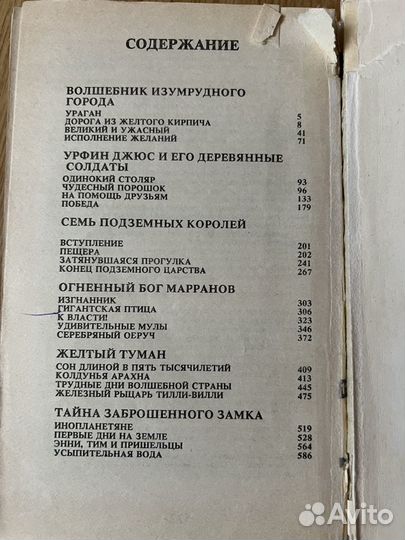 СОДЕРЖАНИЕ
ВОЛШЕБНИК ИЗУМРУДНОГО
ГОРОДА
УРАГАН 5
ДОРОГА ИЗ ЖЕЛТОГО КИРПИЧА 8
ВЕЛИКИЙ И УЖАСНЫЙ 41
ИСПОЛНЕНИЕ ЖЕЛАНИЙ 71
УРФИН ДЖЮС И ЕГО ДЕРЕВЯННЫЕ
СОЛДАТЫ
ОДИНОКИЙ СТОЛЯР 93
ЧУДЕСНЫЙ ПОРОШОК 96
НА ПОМОЩЬ ДРУЗЬЯМ 133
ПОБЕДА 179
СЕМЬ ПОДЗЕМНЫХ КОРОЛЕЙ
ВСТУПЛЕНИЕ 201
ПЕЩЕРА 202
ЗАТЯНУВШАЯСЯ ПРОГУЛКА 241
КОНЕЦ ПОДЗЕМНОГО ЦАРСТВА 267
ОГНЕННЫЙ БОГ МАРРАНОВ
ИЗГНАННИК 303
ГИГАНТСКАЯ ПТИЦА 306
К ВЛАСТИ! 323
УДИВИТЕЛЬНЫЕ МУЛЫ 346
СЕРЕБРЯНЫЙ ОБРУЧ 372
ЖЕЛТЫЙ ТУМАН
СОН ДЛИНОЙ В ПЯТЬ ТЫСЯЧИЛЕТИЙ 409
КОЛДУНЬЯ АРАХНА 413
ТРУДНЫЕ ДНИ ВОЛШЕБНОЙ СТРАНЫ 445
ЖЕЛЕЗНЫЙ РЫЦАРЬ ТИЛЛИ-ВИЛЛИ 475
ТАЙНА ЗАБРОШЕННОГО ЗАМКА
ИНОПЛАНЕТЯНЕ 519
ПЕРВЫЕ ДНИ НА ЗЕМЛЕ 528
ЭННИ, ТИМ И ПРИШЕЛЬЦЫ 564
УСЫПИТЕЛЬНАЯ ВОДА 586
Avito